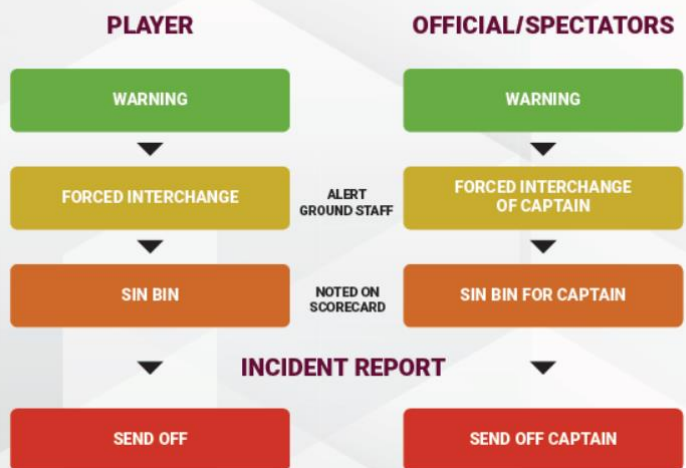 PLAYER
OFFICIAL/SPECTATORS
WARNING
WARNING
FORCED INTERCHANGE
ALERT
GROUND STAFF
FORCED INTERCHANGE
OF CAPTAIN
SIN BIN
NOTED ON
SCORECARD
SIN BIN FOR CAPTAIN
INCIDENT REPORT
SEND OFF
SEND OFF CAPTAIN